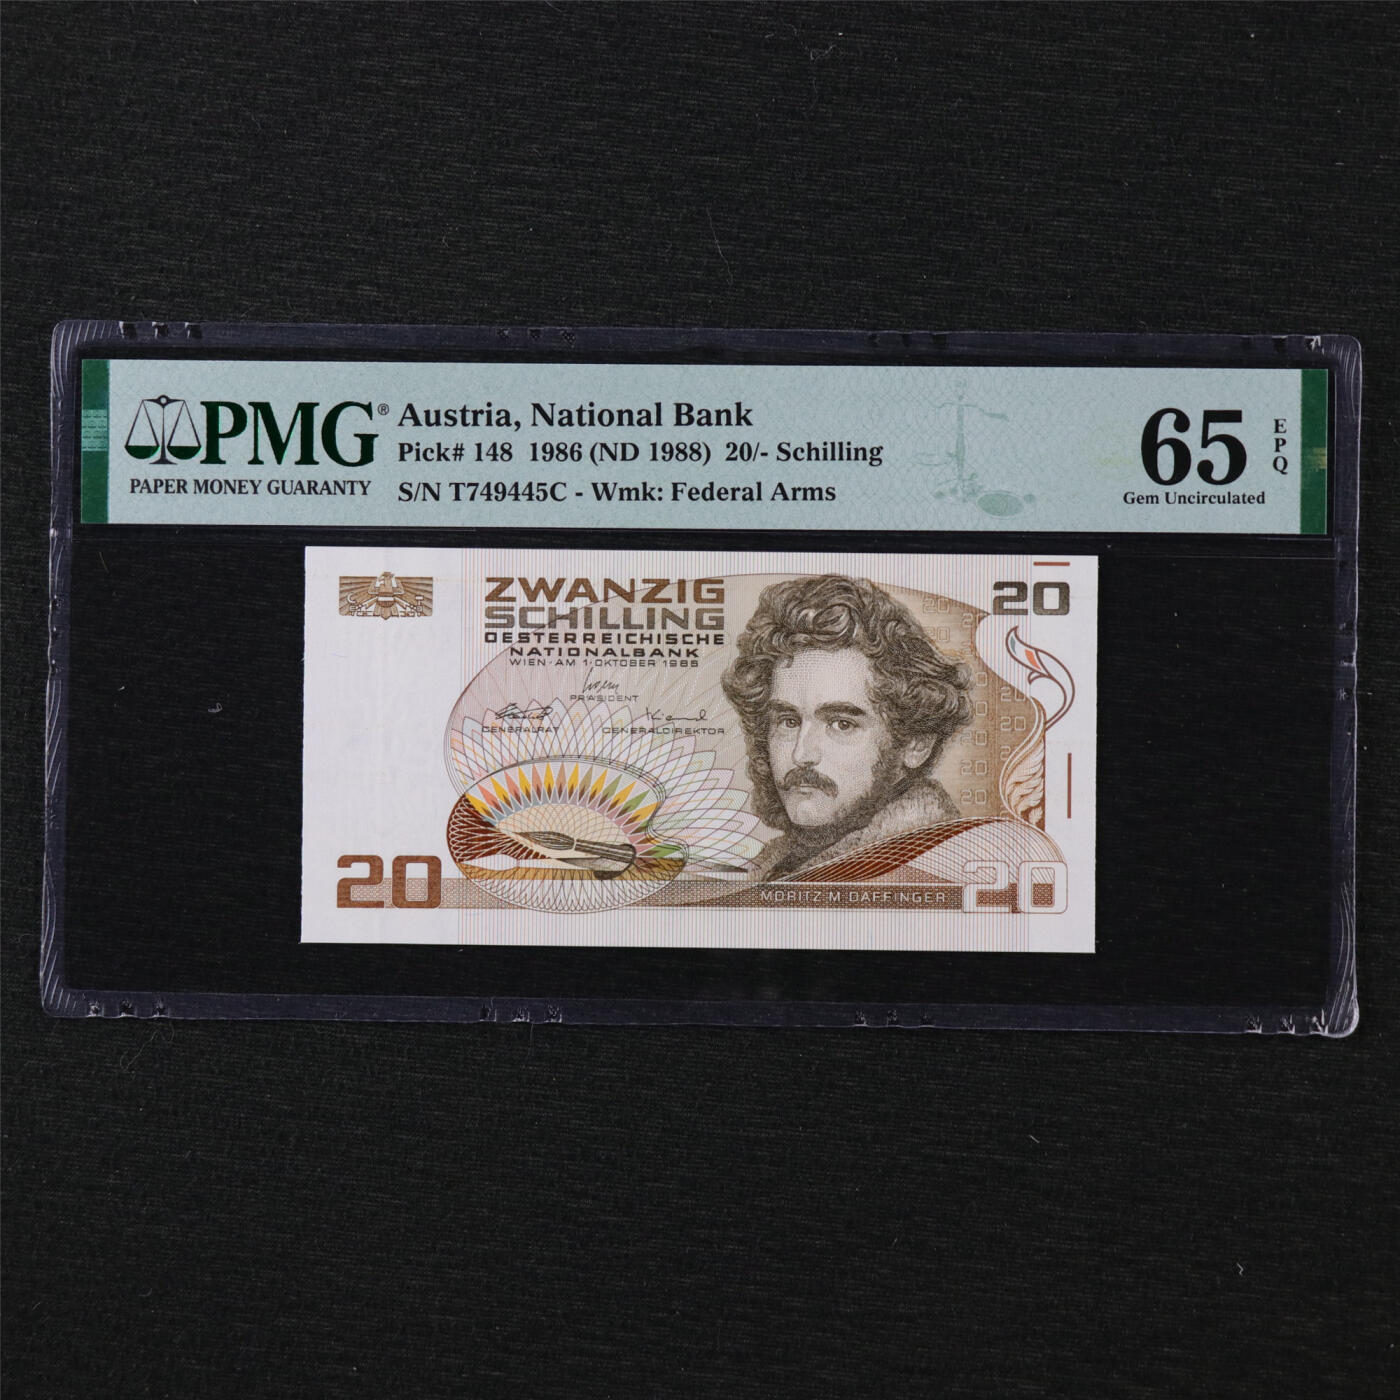 PMG®
PAPER MONEY GUARANTY
Austria, National Bank
Pick# 148 1986 (ND 1988) 20/- Schilling
S/N T749445C - Wmk: Federal Arms
65
EPQ
Gem Uncirculated
ZWANZIG
SCHILLING
OESTERREICHISCHE
NATIONALBANK
WIEN·AM 1·OKTOBER 1986
PRÄSIDENT
GENERALRAT
GENERALDIREKTOR
20
20
MORITZ M. DAFFINGER
20